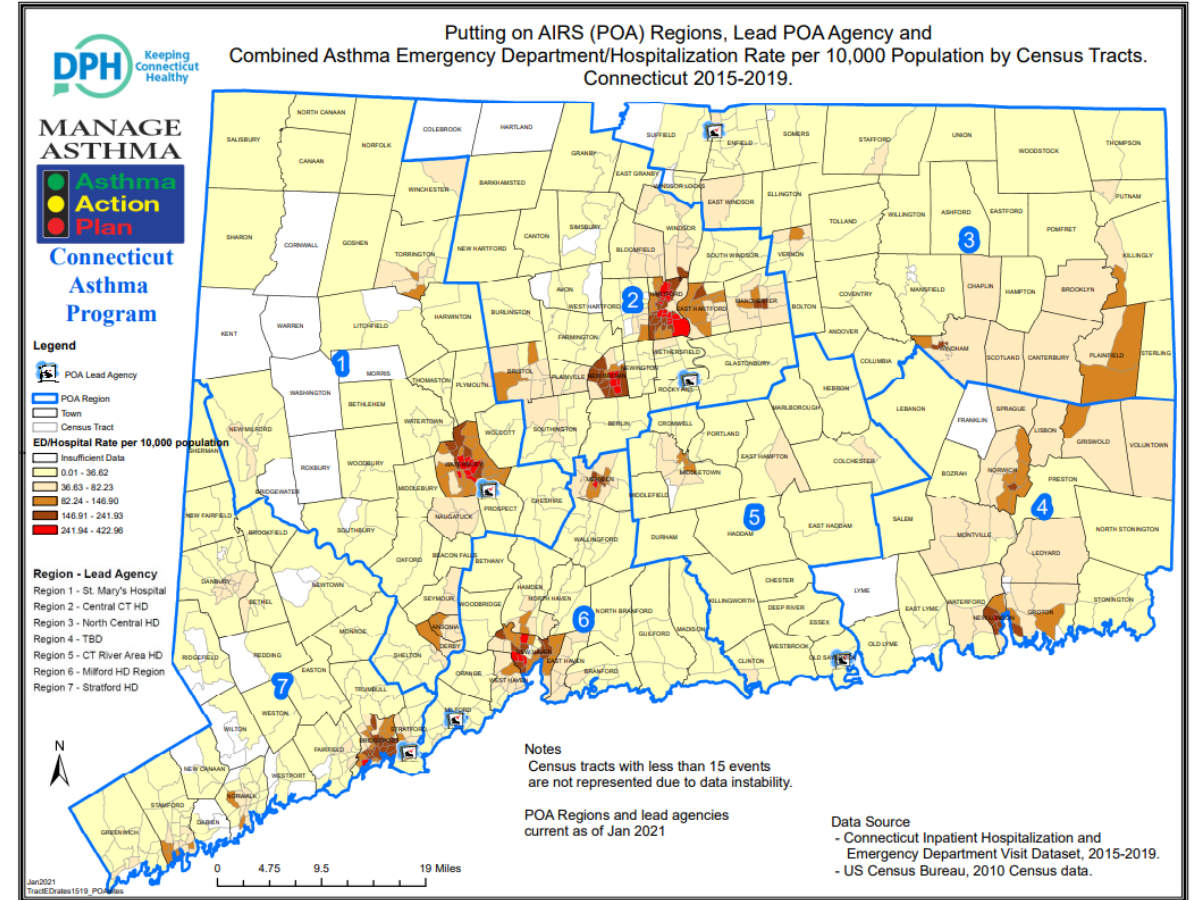 Putting on AIRS (POA) Regions, Lead POA Agency and
Combined Asthma Emergency Department/Hospitalization Rate per 10,000 Population by Census Tracts.
Connecticut 2015-2019.
DPH
Keeping
Connecticut
Healthy
MANAGE
ASTHMA
Asthma
Action
Plan
Connecticut
Asthma
Program
Legend
POA Lead Agency
POA Region
Town
Census Tract
ED/Hospital Rate per 10,000 population
Insufficient Data
0.01 - 36.62
36.63 - 82.23
82.24 - 146.90
146.91 - 241.93
241.94 - 422.96
Region - Lead Agency
Region 1 - St. Mary's Hospital
Region 2 - Central CT HD
Region 3 - North Central HD
Region 4 - TBD
Region 5 - CT River Area HD
Region 6 - Milford HD Region
Region 7 - Stratford HD
N
NORTH CANAAN
SALISBURY
CANAAN
NORFOLK
COLEBROOK
HARTLAND
SUFFIELD
ENFIELD
SOMERS
STAFFORD
UNION
WOODSTOCK
THOMPSON
GRANBY
EAST GRANBY
WINDSOR LOCKS
WINCHESTER
BARKHAMSTED
EAST WINDSOR
ELLINGTON
PUTNAM
SHARON
CORNWALL
GOSHEN
TORRINGTON
NEW HARTFORD
CANTON
SIMSBURY
BLOOMFIELD
WINDSOR
SOUTH WINDSOR
VERNON
TOLLAND
WILLINGTON
ASHFORD
EASTFORD
POMFRET
KILLINGLY
3
KENT
WARREN
LITCHFIELD
HARWINTON
BURLINGTON
AVON
WEST HARTFORD
2
HARTFORD
EAST HARTFORD
MANCHESTER
BOLTON
COVENTRY
MANSFIELD
CHAPLIN
HAMPTON
BROOKLYN
FARMINGTON
WETHERSFIELD
GLASTONBURY
ANDOVER
COLUMBIA
WINDHAM
SCOTLAND
CANTERBURY
PLAINFIELD
STERLING
1
MORRIS
THOMASTON
PLYMOUTH
BRISTOL
PLAINVILLE
NEWINGTON
ROCKY HILL
HEBRON
WASHINGTON
BETHLEHEM
WATERTOWN
WOLCOTT
SOUTHINGTON
BERLIN
CROMWELL
PORTLAND
MARLBOROUGH
LEBANON
FRANKLIN
SPRAGUE
LISBON
GRISWOLD
VOLUNTOWN
NEW MILFORD
SHERMAN
ROXBURY
WOODBURY
WATERBURY
MIDDLEBURY
PROSPECT
CHESHIRE
MERIDEN
MIDDLETOWN
MIDDLEFIELD
EAST HAMPTON
COLCHESTER
BOZRAH
NORWICH
PRESTON
BRIDGEWATER
NEW FAIRFIELD
BROOKFIELD
SOUTHBURY
NAUGATUCK
OXFORD
BEACON FALLS
BETHANY
WALLINGFORD
DURHAM
5
HADDAM
EAST HADDAM
SALEM
MONTVILLE
4
LEDYARD
NORTH STONINGTON
DANBURY
BETHEL
NEWTOWN
SEYMOUR
WOODBRIDGE
HAMDEN
NORTH HAVEN
6
NORTH BRANFORD
KILLINGWORTH
CHESTER
DEEP RIVER
ESSEX
LYME
EAST LYME
WATERFORD
NEW LONDON
GROTON
STONINGTON
MONROE
ANSONIA
DERBY
SHELTON
RIDGEFIELD
REDDING
EASTON
7
ORANGE
NEW HAVEN
WEST HAVEN
EAST HAVEN
BRANFORD
GUILFORD
MADISON
CLINTON
WESTBROOK
OLD SAYBROOK
OLD LYME
TRUMBULL
WESTON
WILTON
FAIRFIELD
BRIDGEPORT
STRATFORD
MILFORD
NEW CANAAN
WESTPORT
NORWALK
STAMFORD
DARIEN
GREENWICH
Notes
Census tracts with less than 15 events
are not represented due to data instability.
POA Regions and lead agencies
current as of Jan 2021
Data Source
- Connecticut Inpatient Hospitalization and
Emergency Department Visit Dataset, 2015-2019.
- US Census Bureau, 2010 Census data.
0 4.75 9.5 19 Miles
Jan2021